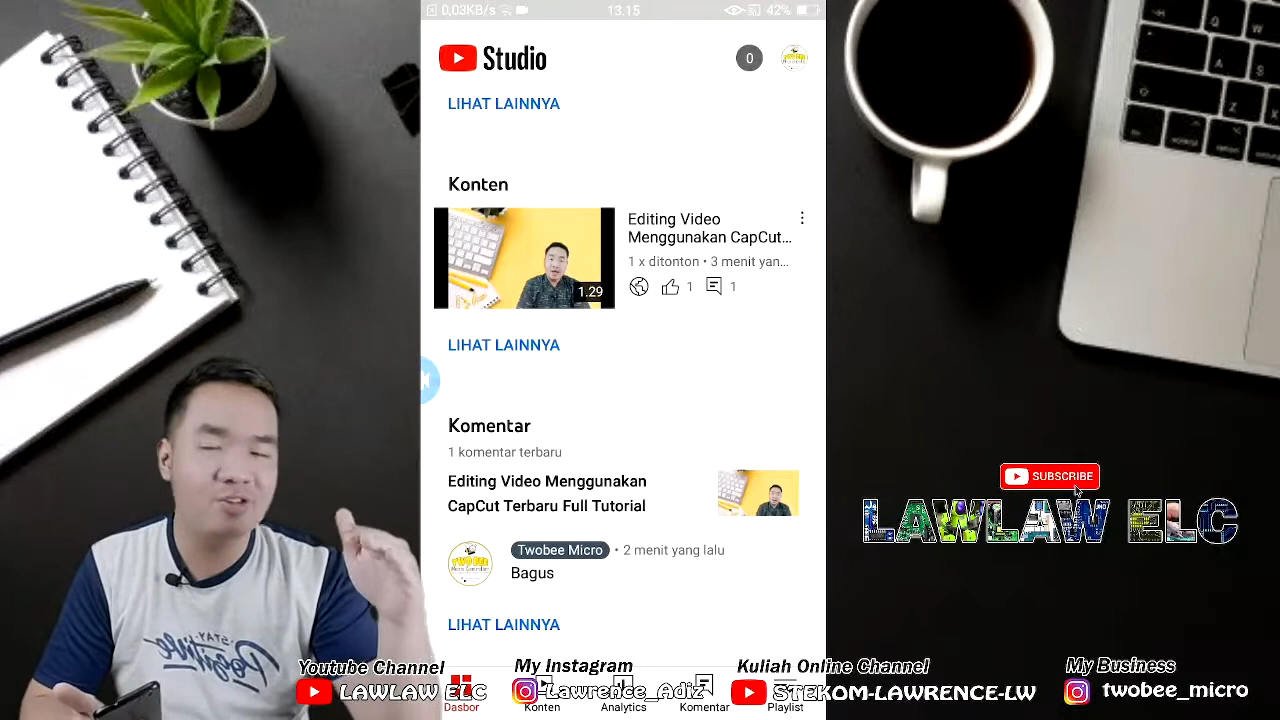 0,03KB/s
13.15
42%
Studio
0
LIHAT LAINNYA
Konten
Editing Video
Menggunakan CapCut...
1 x ditonton • 3 menit yan...
1 1
1.29
LIHAT LAINNYA
Komentar
1 komentar terbaru
Editing Video Menggunakan
CapCut Terbaru Full Tutorial
Twobee Micro • 2 menit yang lalu
Bagus
LIHAT LAINNYA
SUBSCRIBE
LAWLAW ELC
STAY
Positive
Youtube Channel
LAWLAW ELC
My Instagram
Lawrence_Adiz
Kuliah Online Channel
STEKOM-LAWRENCE-LW
My Business
twobee_micro
Dasbor
Konten
Analytics
Komentar
Playlist